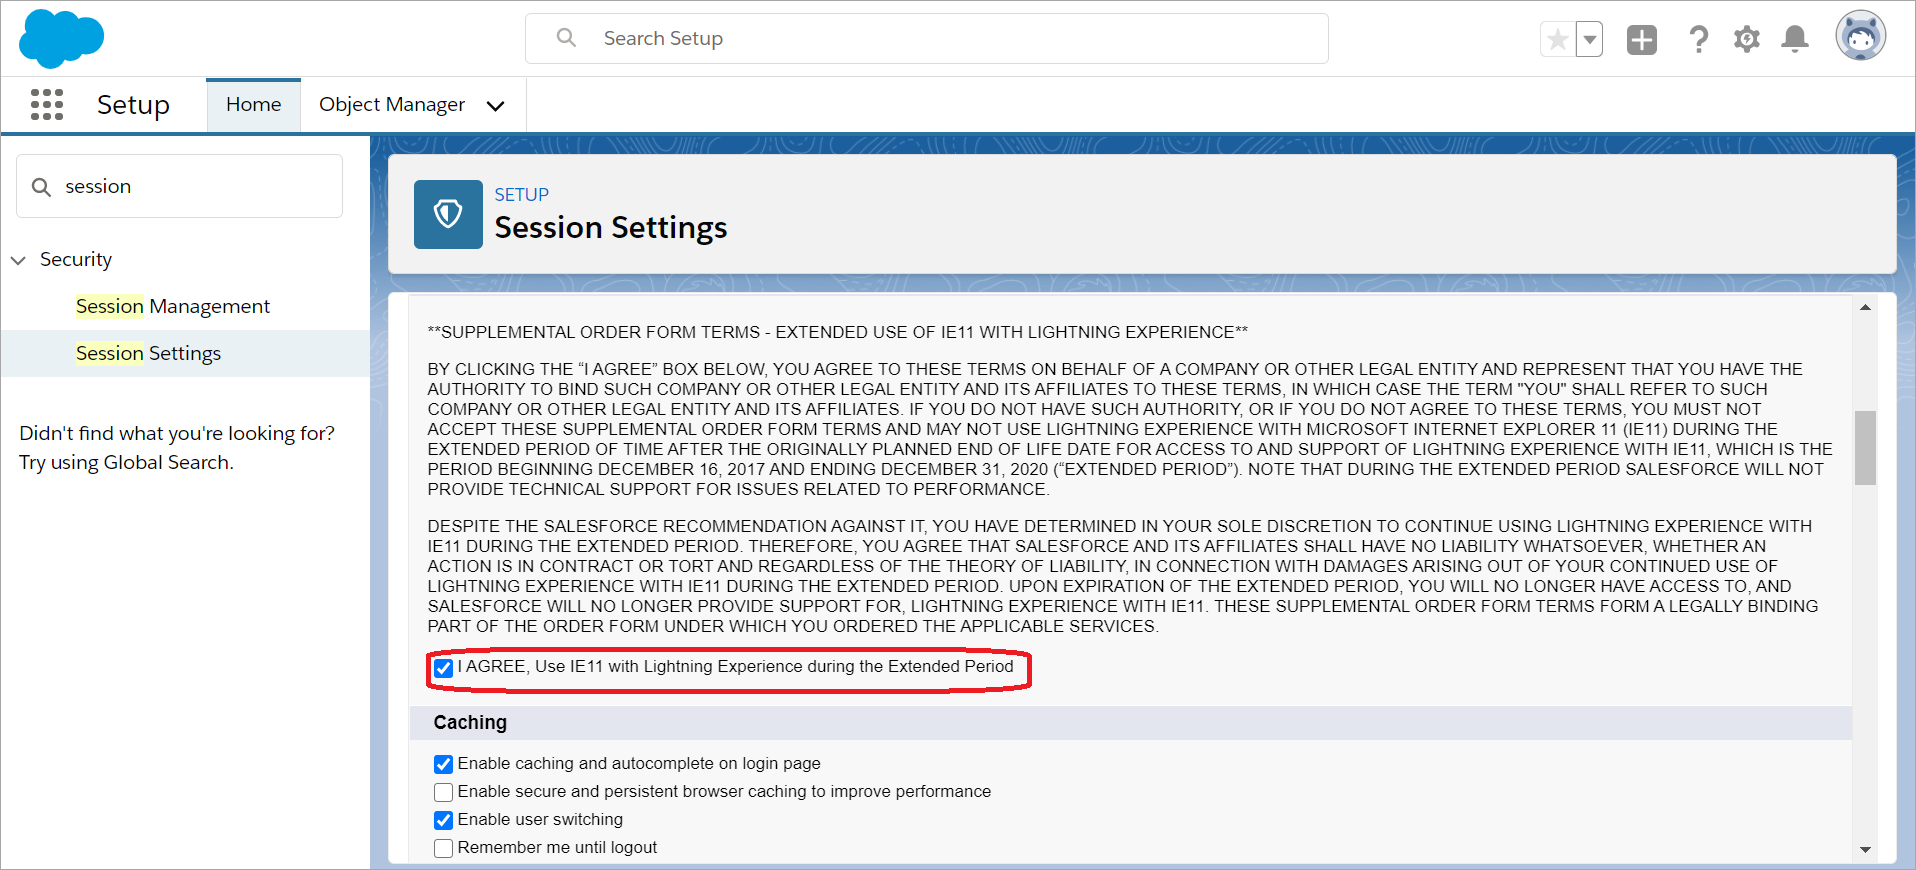 Search Setup
Setup
Home
Object Manager
session
Security
Session Management
Session Settings
Didn't find what you're looking for?
Try using Global Search.
SETUP
Session Settings
**SUPPLEMENTAL ORDER FORM TERMS - EXTENDED USE OF IE11 WITH LIGHTNING EXPERIENCE**
BY CLICKING THE “I AGREE” BOX BELOW, YOU AGREE TO THESE TERMS ON BEHALF OF A COMPANY OR OTHER LEGAL ENTITY AND REPRESENT THAT YOU HAVE THE
AUTHORITY TO BIND SUCH COMPANY OR OTHER LEGAL ENTITY AND ITS AFFILIATES TO THESE TERMS, IN WHICH CASE THE TERM "YOU" SHALL REFER TO SUCH
COMPANY OR OTHER LEGAL ENTITY AND ITS AFFILIATES. IF YOU DO NOT HAVE SUCH AUTHORITY, OR IF YOU DO NOT AGREE TO THESE TERMS, YOU MUST NOT
ACCEPT THESE SUPPLEMENTAL ORDER FORM TERMS AND MAY NOT USE LIGHTNING EXPERIENCE WITH MICROSOFT INTERNET EXPLORER 11 (IE11) DURING THE
EXTENDED PERIOD OF TIME AFTER THE ORIGINALLY PLANNED END OF LIFE DATE FOR ACCESS TO AND SUPPORT OF LIGHTNING EXPERIENCE WITH IE11, WHICH IS THE
PERIOD BEGINNING DECEMBER 16, 2017 AND ENDING DECEMBER 31, 2020 (“EXTENDED PERIOD”). NOTE THAT DURING THE EXTENDED PERIOD SALESFORCE WILL NOT
PROVIDE TECHNICAL SUPPORT FOR ISSUES RELATED TO PERFORMANCE.
DESPITE THE SALESFORCE RECOMMENDATION AGAINST IT, YOU HAVE DETERMINED IN YOUR SOLE DISCRETION TO CONTINUE USING LIGHTNING EXPERIENCE WITH
IE11 DURING THE EXTENDED PERIOD. THEREFORE, YOU AGREE THAT SALESFORCE AND ITS AFFILIATES SHALL HAVE NO LIABILITY WHATSOEVER, WHETHER AN
ACTION IS IN CONTRACT OR TORT AND REGARDLESS OF THE THEORY OF LIABILITY, IN CONNECTION WITH DAMAGES ARISING OUT OF YOUR CONTINUED USE OF
LIGHTNING EXPERIENCE WITH IE11 DURING THE EXTENDED PERIOD. UPON EXPIRATION OF THE EXTENDED PERIOD, YOU WILL NO LONGER HAVE ACCESS TO, AND
SALESFORCE WILL NO LONGER PROVIDE SUPPORT FOR, LIGHTNING EXPERIENCE WITH IE11. THESE SUPPLEMENTAL ORDER FORM TERMS FORM A LEGALLY BINDING
PART OF THE ORDER FORM UNDER WHICH YOU ORDERED THE APPLICABLE SERVICES.
I AGREE, Use IE11 with Lightning Experience during the Extended Period
Caching
Enable caching and autocomplete on login page
Enable secure and persistent browser caching to improve performance
Enable user switching
Remember me until logout